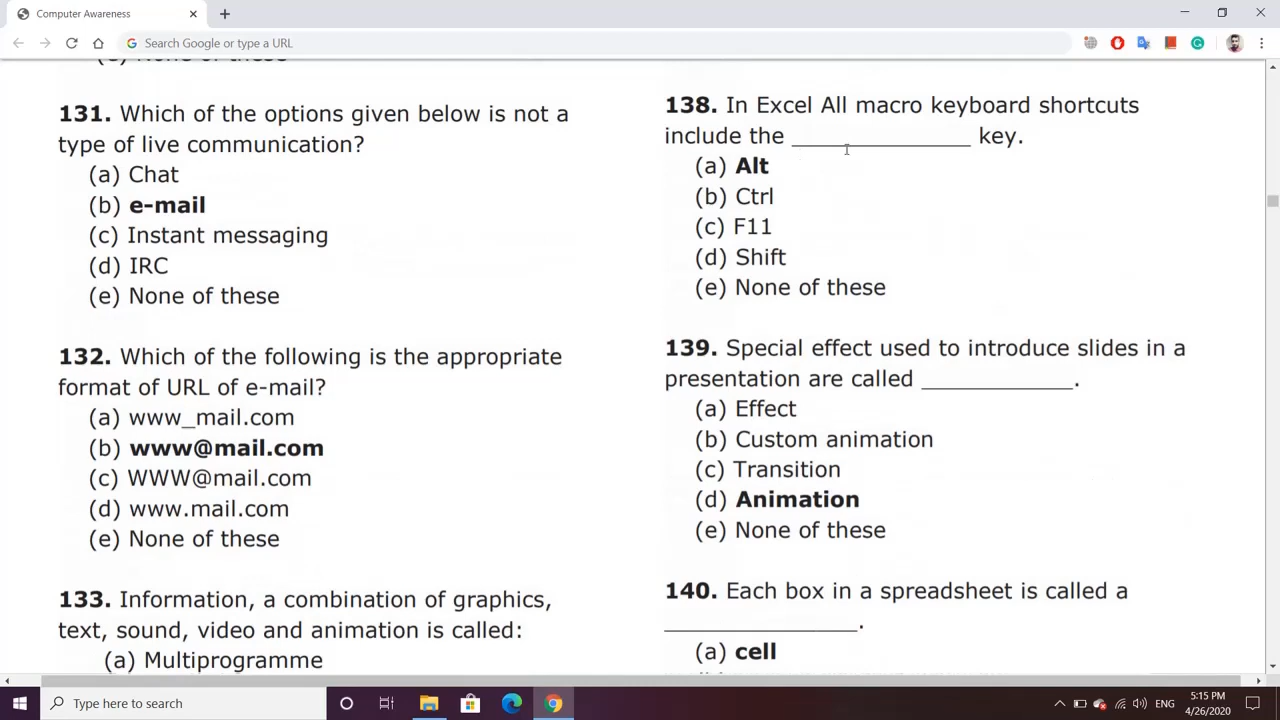 Computer Awareness
Search Google or type a URL
131. Which of the options given below is not a
type of live communication?
(a) Chat
(b) e-mail
(c) Instant messaging
(d) IRC
(e) None of these
132. Which of the following is the appropriate
format of URL of e-mail?
(a) www_mail.com
(b) www@mail.com
(c) WWW@mail.com
(d) www.mail.com
(e) None of these
133. Information, a combination of graphics,
text, sound, video and animation is called:
(a) Multiprogramme
138. In Excel All macro keyboard shortcuts
include the ______________ key.
(a) Alt
(b) Ctrl
(c) F11
(d) Shift
(e) None of these
139. Special effect used to introduce slides in a
presentation are called ____________.
(a) Effect
(b) Custom animation
(c) Transition
(d) Animation
(e) None of these
140. Each box in a spreadsheet is called a
_______________.
(a) cell
Type here to search
ENG
5:15 PM
4/26/2020